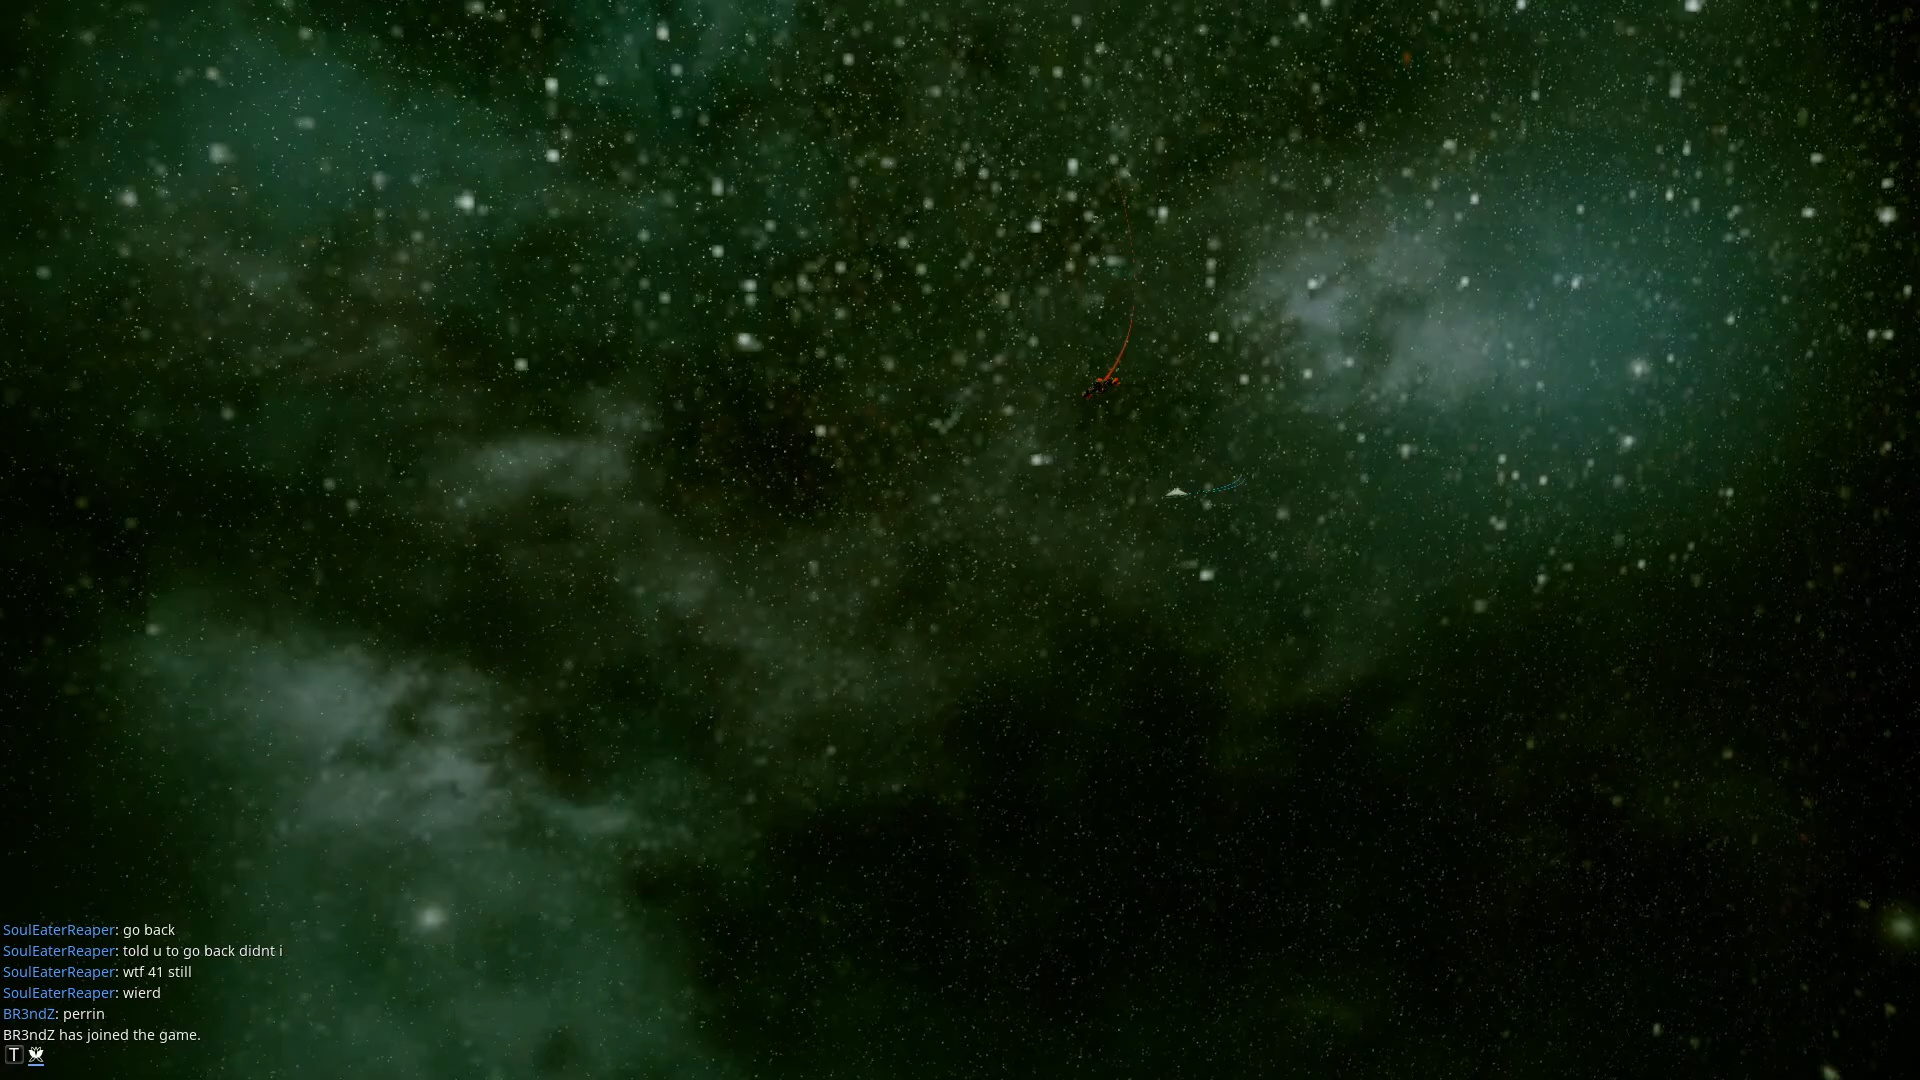 SoulEaterReaper: go back
SoulEaterReaper: told u to go back didnt i
SoulEaterReaper: wtf 41 still
SoulEaterReaper: wierd
BR3ndZ: perrin
BR3ndZ has joined the game.
T